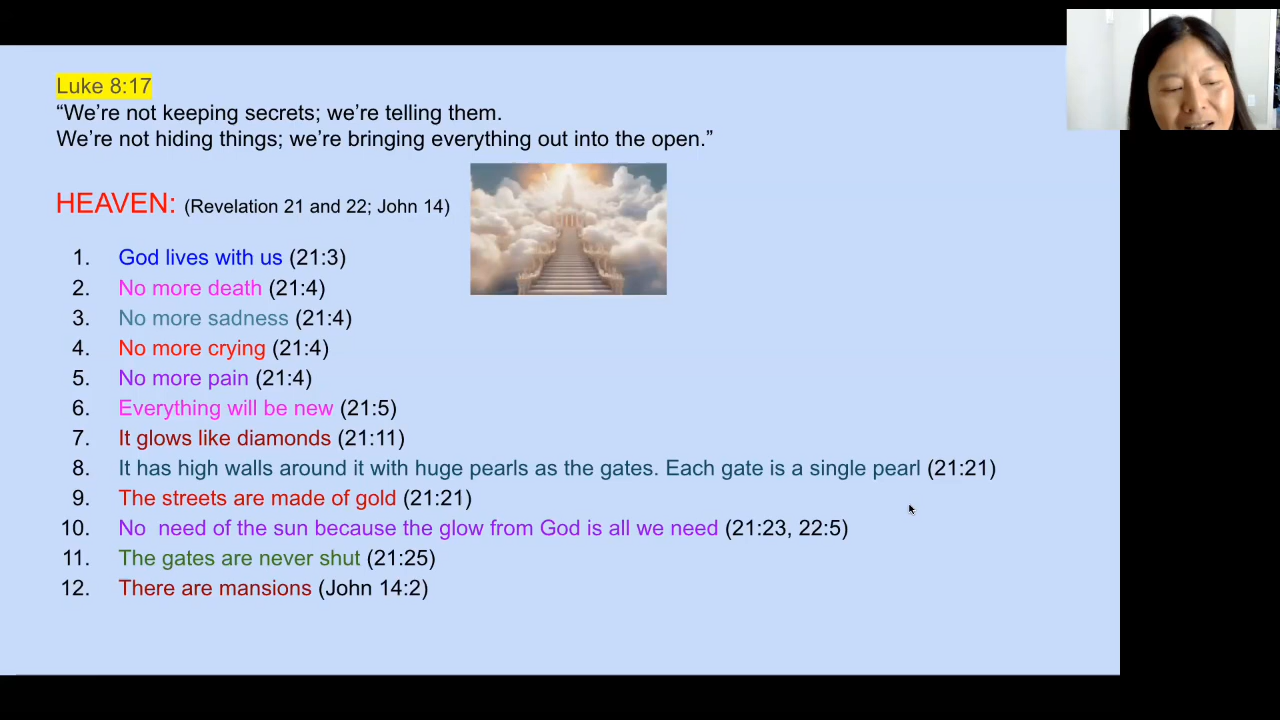 Luke 8:17
“We’re not keeping secrets; we’re telling them.
We’re not hiding things; we’re bringing everything out into the open.”
HEAVEN: (Revelation 21 and 22; John 14)
1. God lives with us (21:3)
2. No more death (21:4)
3. No more sadness (21:4)
4. No more crying (21:4)
5. No more pain (21:4)
6. Everything will be new (21:5)
7. It glows like diamonds (21:11)
8. It has high walls around it with huge pearls as the gates. Each gate is a single pearl (21:21)
9. The streets are made of gold (21:21)
10. No need of the sun because the glow from God is all we need (21:23, 22:5)
11. The gates are never shut (21:25)
12. There are mansions (John 14:2)